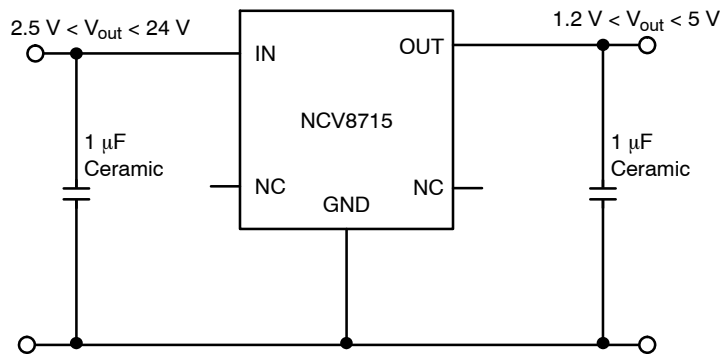 2.5 V < Vout < 24 V
1.2 V < Vout < 5 V
IN
OUT
NCV8715
1 μF
Ceramic
1 μF
Ceramic
NC
NC
GND